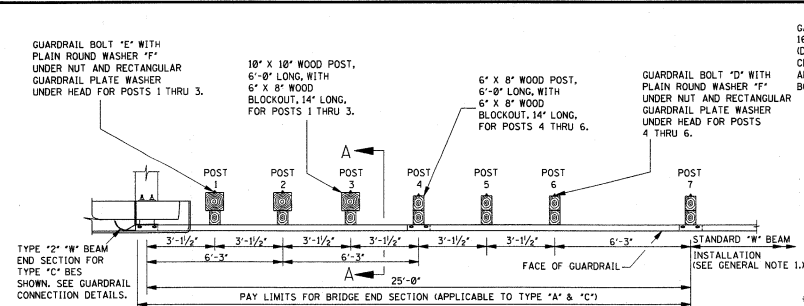 GUARDRAIL BOLT "E" WITH
PLAIN ROUND WASHER "F"
UNDER NUT AND RECTANGULAR
GUARDRAIL PLATE WASHER
UNDER HEAD FOR POSTS 1 THRU 3.
10" X 10" WOOD POST,
6'-0" LONG, WITH
6" X 8" WOOD
BLOCKOUT, 14" LONG,
FOR POSTS 1 THRU 3.
6" X 8" WOOD POST,
6'-0" LONG, WITH
6" X 8" WOOD
BLOCKOUT, 14" LONG,
FOR POSTS 4 THRU 6.
GUARDRAIL BOLT "D" WITH
PLAIN ROUND WASHER "F"
UNDER NUT AND RECTANGULAR
GUARDRAIL PLATE WASHER
UNDER HEAD FOR POSTS
4 THRU 6.
A
POST 1
POST 2
POST 3
POST 4
POST 5
POST 6
POST 7
3'-1½" 3'-1½" 3'-1½" 3'-1½" 3'-1½" 3'-1½" 6'-3"
6'-3" 6'-3"
A
25'-0"
PAY LIMITS FOR BRIDGE END SECTION (APPLICABLE TO TYPE "A" & "C")
TYPE "2" "W" BEAM
END SECTION FOR
TYPE "C" BES
SHOWN. SEE GUARDRAIL
CONNECTIION DETAILS.
FACE OF GUARDRAIL
STANDARD "W" BEAM
INSTALLATION
(SEE GENERAL NOTE 1.)